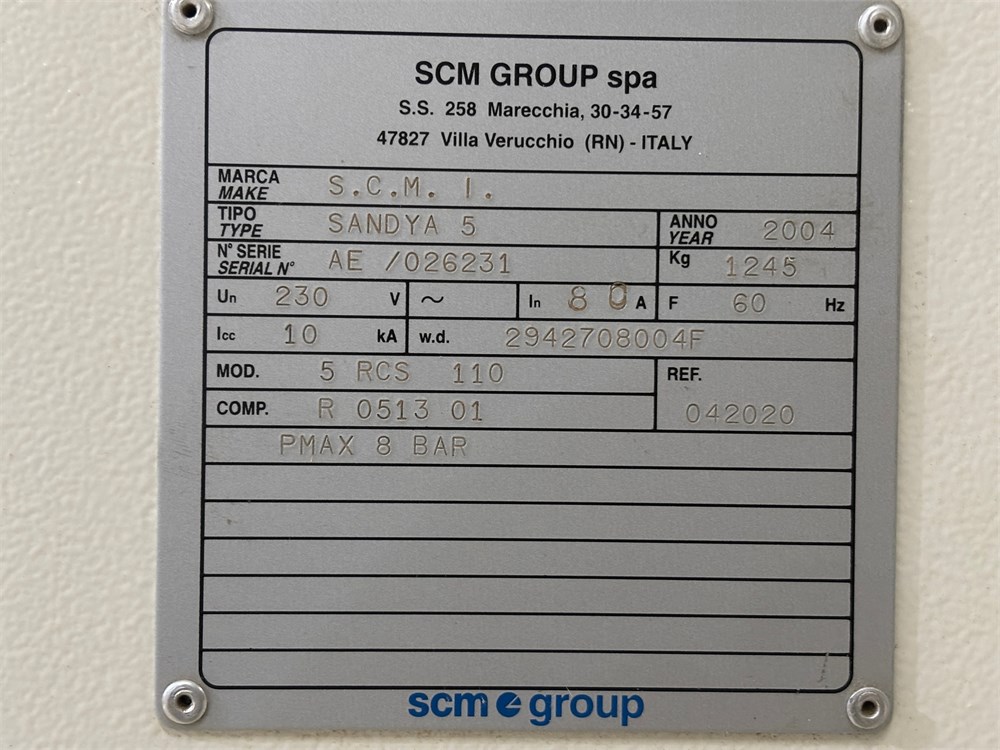 SCM GROUP spa
S.S. 258 Marecchia, 30-34-57
47827 Villa Verucchio (RN) - ITALY
MARCA
MAKE S.C.M. I.
TIPO
TYPE SANDYA 5 ANNO
YEAR 2004
N° SERIE
SERIAL N° AE /026231 Kg 1245
Un 230 V ~ In 80 A F 60 Hz
Icc 10 kA w.d. 2942708004F
MOD. 5 RCS 110 REF.
COMP. R 0513 01 042020
PMAX 8 BAR
scm group